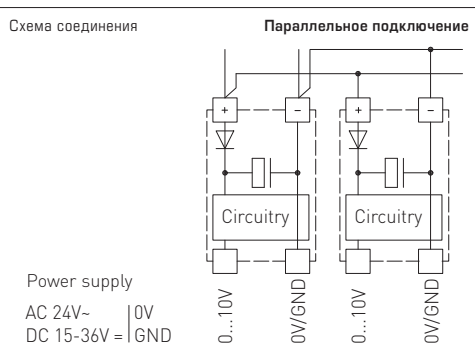 Схема соединения
Параллельное подключение
+ − + −
Circuitry Circuitry
Power supply
AC 24V~ 0V
DC 15-36V = GND
0...10V
0V/GND
0...10V
0V/GND